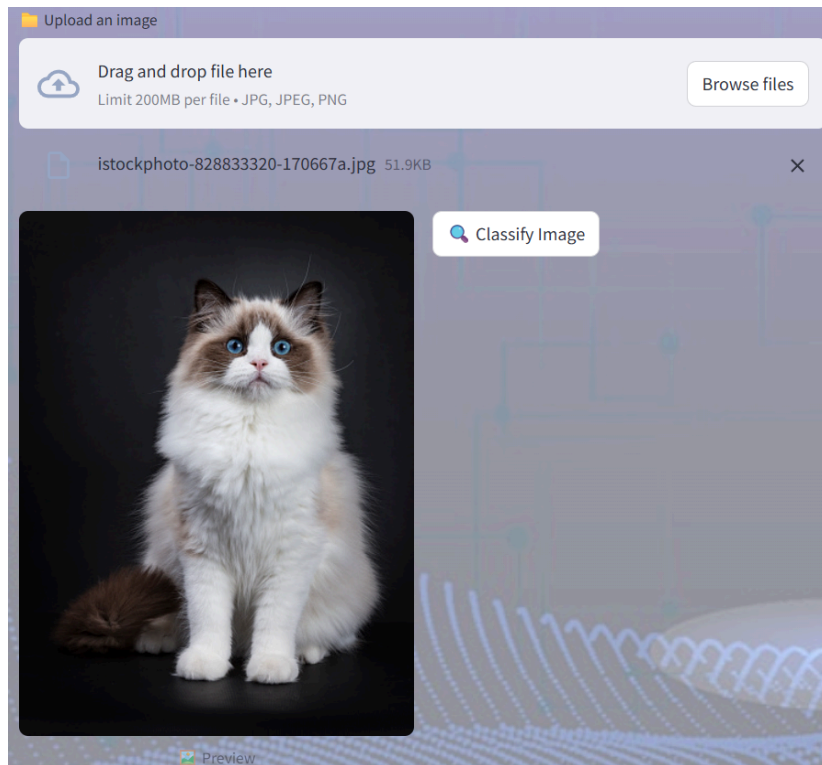 Upload an image
Drag and drop file here
Limit 200MB per file • JPG, JPEG, PNG
Browse files
istockphoto-828833320-170667a.jpg 51.9KB
Classify Image
Preview